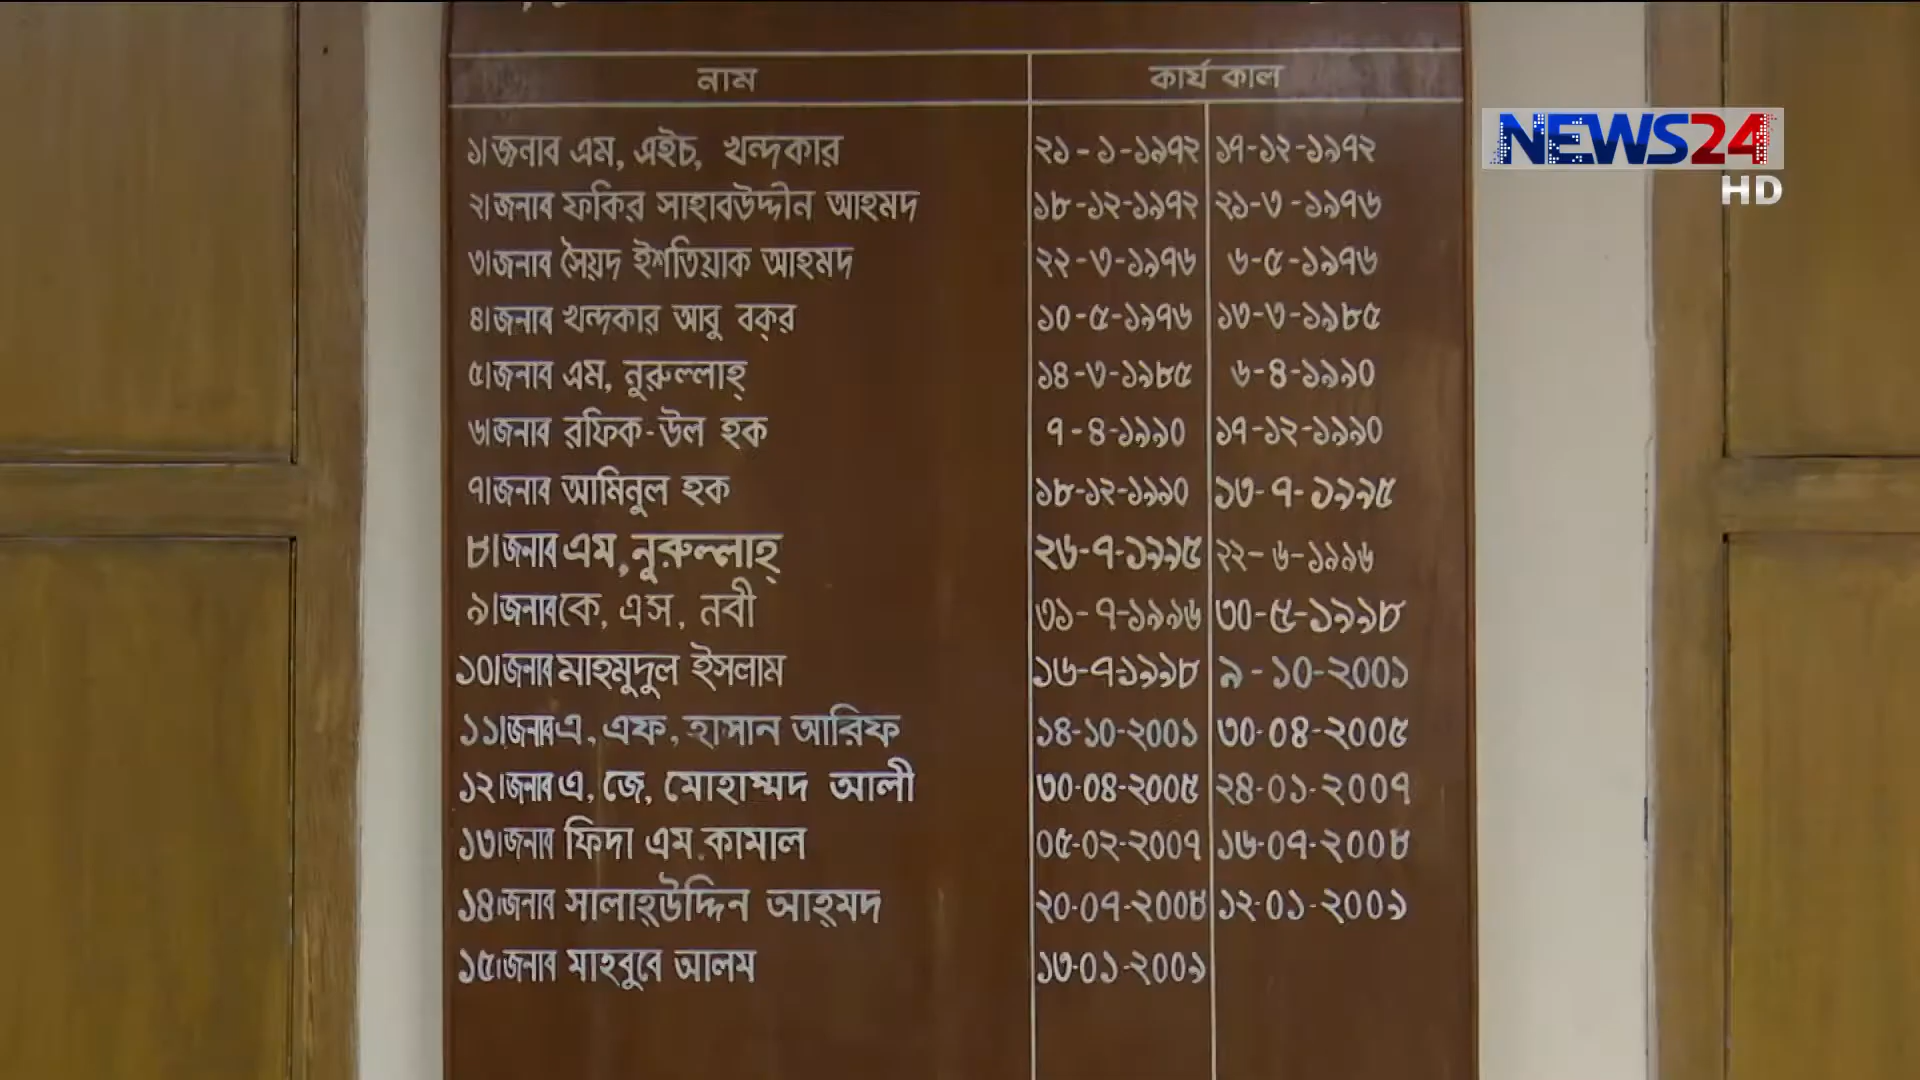 নাম কার্য কাল
NEWS24
HD
১।জনাব এম, এইচ, খন্দকার ২১-১-১৯৭২ ১৭-১২-১৯৭২
২।জনাব ফকির সাহাবউদ্দীন আহমদ ১৮-১২-১৯৭২ ২১-৩-১৯৭৬
৩।জনাব সৈয়দ ইশতিয়াক আহমদ ২২-৩-১৯৭৬ ৬-৫-১৯৭৬
৪।জনাব খন্দকার আবু বক্‌র ১০-৫-১৯৭৬ ১৩-৩-১৯৮৫
৫।জনাব এম, নুরুল্লাহ্ ১৪-৩-১৯৮৫ ৬-৪-১৯৯০
৬।জনাব রফিক-উল হক ৭-৪-১৯৯০ ১৭-১২-১৯৯০
৭।জনাব আমিনুল হক ১৮-১২-১৯৯০ ১৩-৭-১৯৯৫
৮।জনাব এম, নুরুল্লাহ্ ২৬-৭-১৯৯৫ ২২-৬-১৯৯৬
৯।জনাব কে, এস, নবী ৩১-৭-১৯৯৬ ৩০-৫-১৯৯৮
১০।জনাব মাহমুদুল ইসলাম ১৬-৭-১৯৯৮ ৯-১০-২০০১
১১।জনাব এ, এফ, হাসান আরিফ ১৪-১০-২০০১ ৩০-০৪-২০০৫
১২।জনাব এ, জে, মোহাম্মদ আলী ৩০-০৪-২০০৫ ২৪-০১-২০০৭
১৩।জনাব ফিদা এম.কামাল ০৫-০২-২০০৭ ১৬-০৭-২০০৮
১৪।জনাব সালাহ্উদ্দিন আহ্মদ ২০-০৭-২০০৮ ১২-০১-২০০৯
১৫।জনাব মাহবুবে আলম ১৩-০১-২০০৯